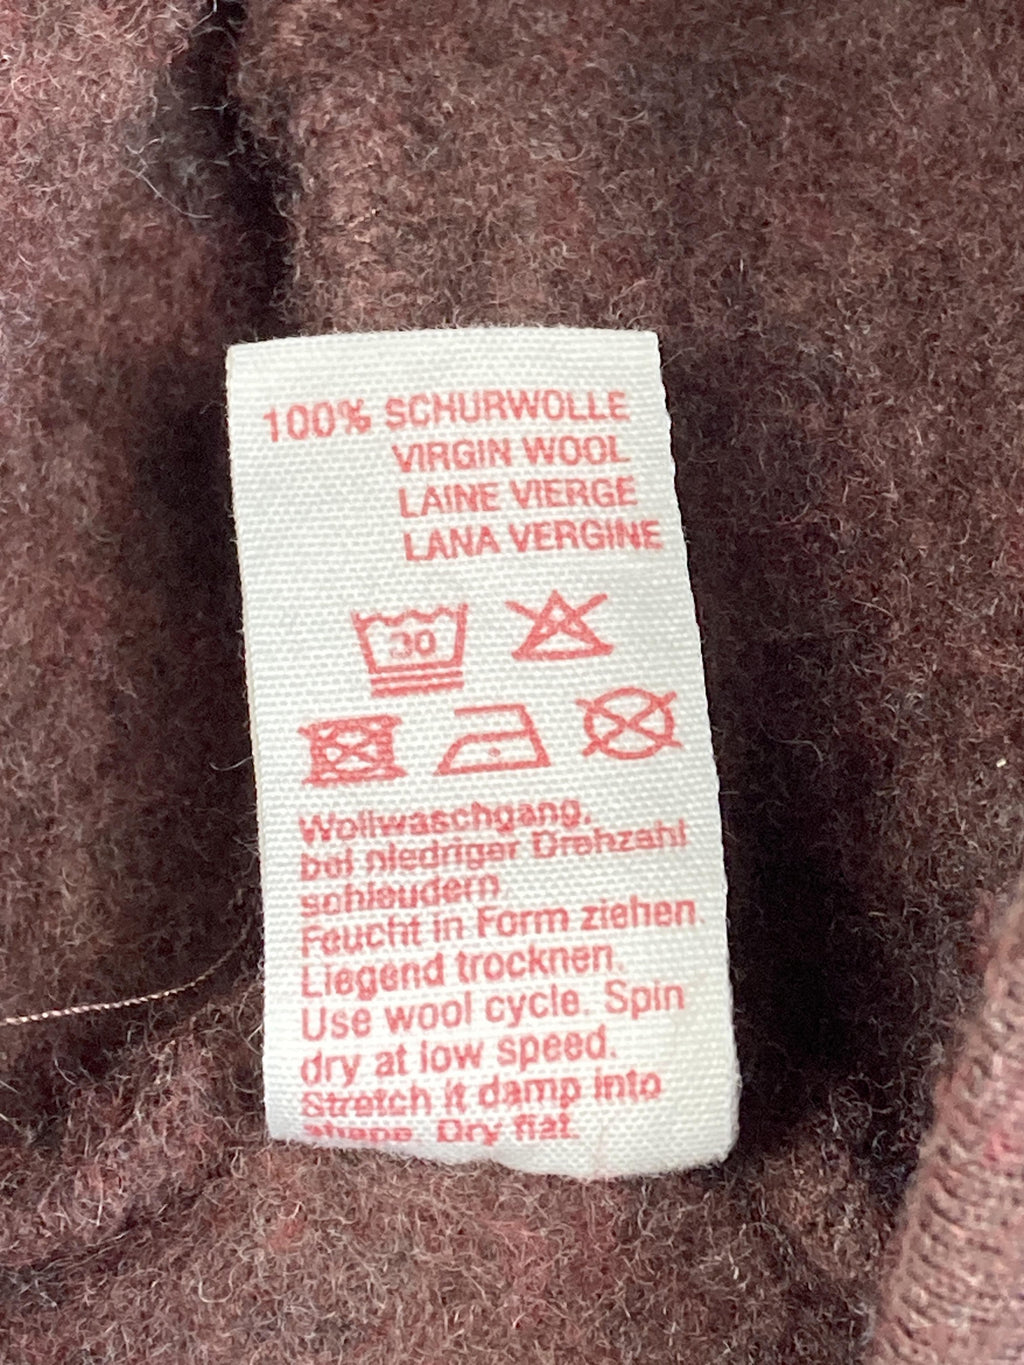 100% SCHURWOLLE
VIRGIN WOOL
LAINE VIERGE
LANA VERGINE
30
Wollwaschgang,
bei niedriger Drehzahl
schleudern.
Feucht in Form ziehen.
Liegend trocknen.
Use wool cycle. Spin
dry at low speed.
Stretch it damp into
shape. Dry flat.